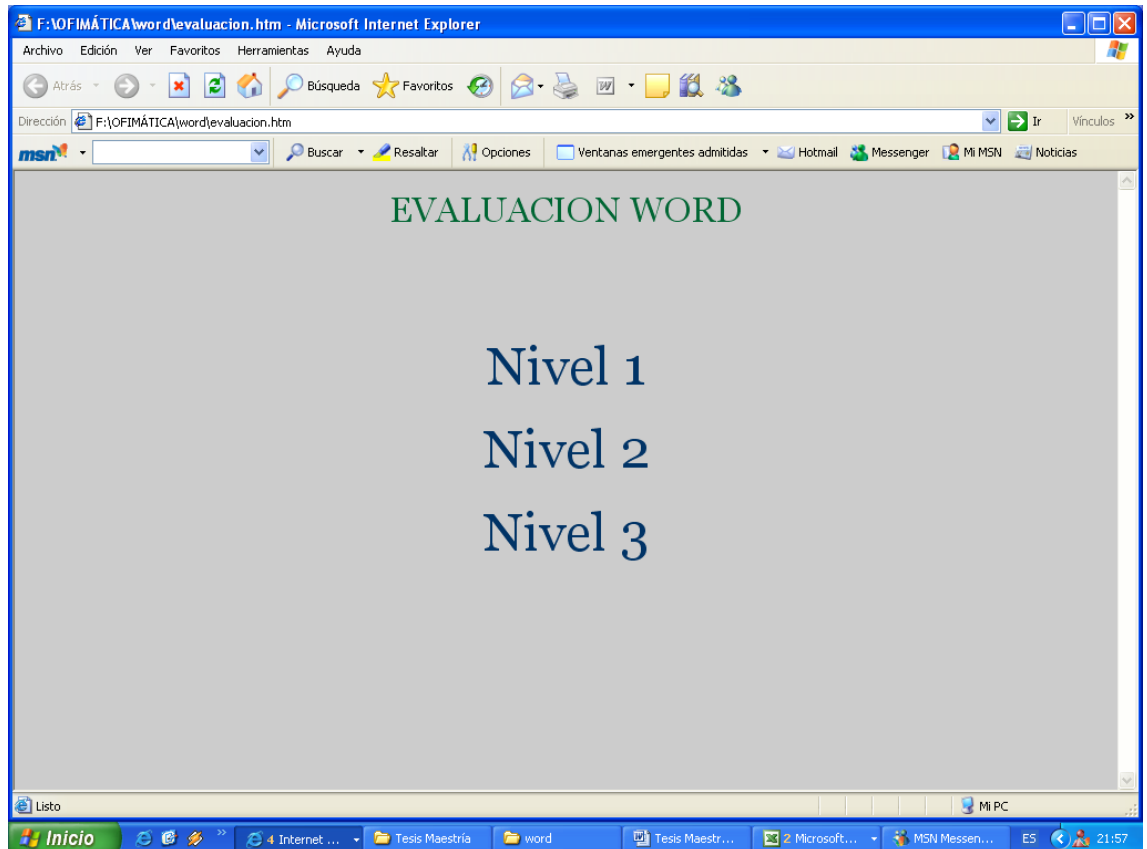 F:\OFIMÁTICA\word\evaluacion.htm - Microsoft Internet Explorer
Archivo Edición Ver Favoritos Herramientas Ayuda
Atrás Búsqueda Favoritos
Dirección F:\OFIMÁTICA\word\evaluacion.htm Ir Vínculos »
msn Buscar Resaltar Opciones Ventanas emergentes admitidas Hotmail Messenger Mi MSN Noticias
EVALUACION WORD
Nivel 1
Nivel 2
Nivel 3
Listo Mi PC
Inicio » 4 Internet ... Tesis Maestría word Tesis Maestr... 2 Microsoft... MSN Messen... ES 21:57